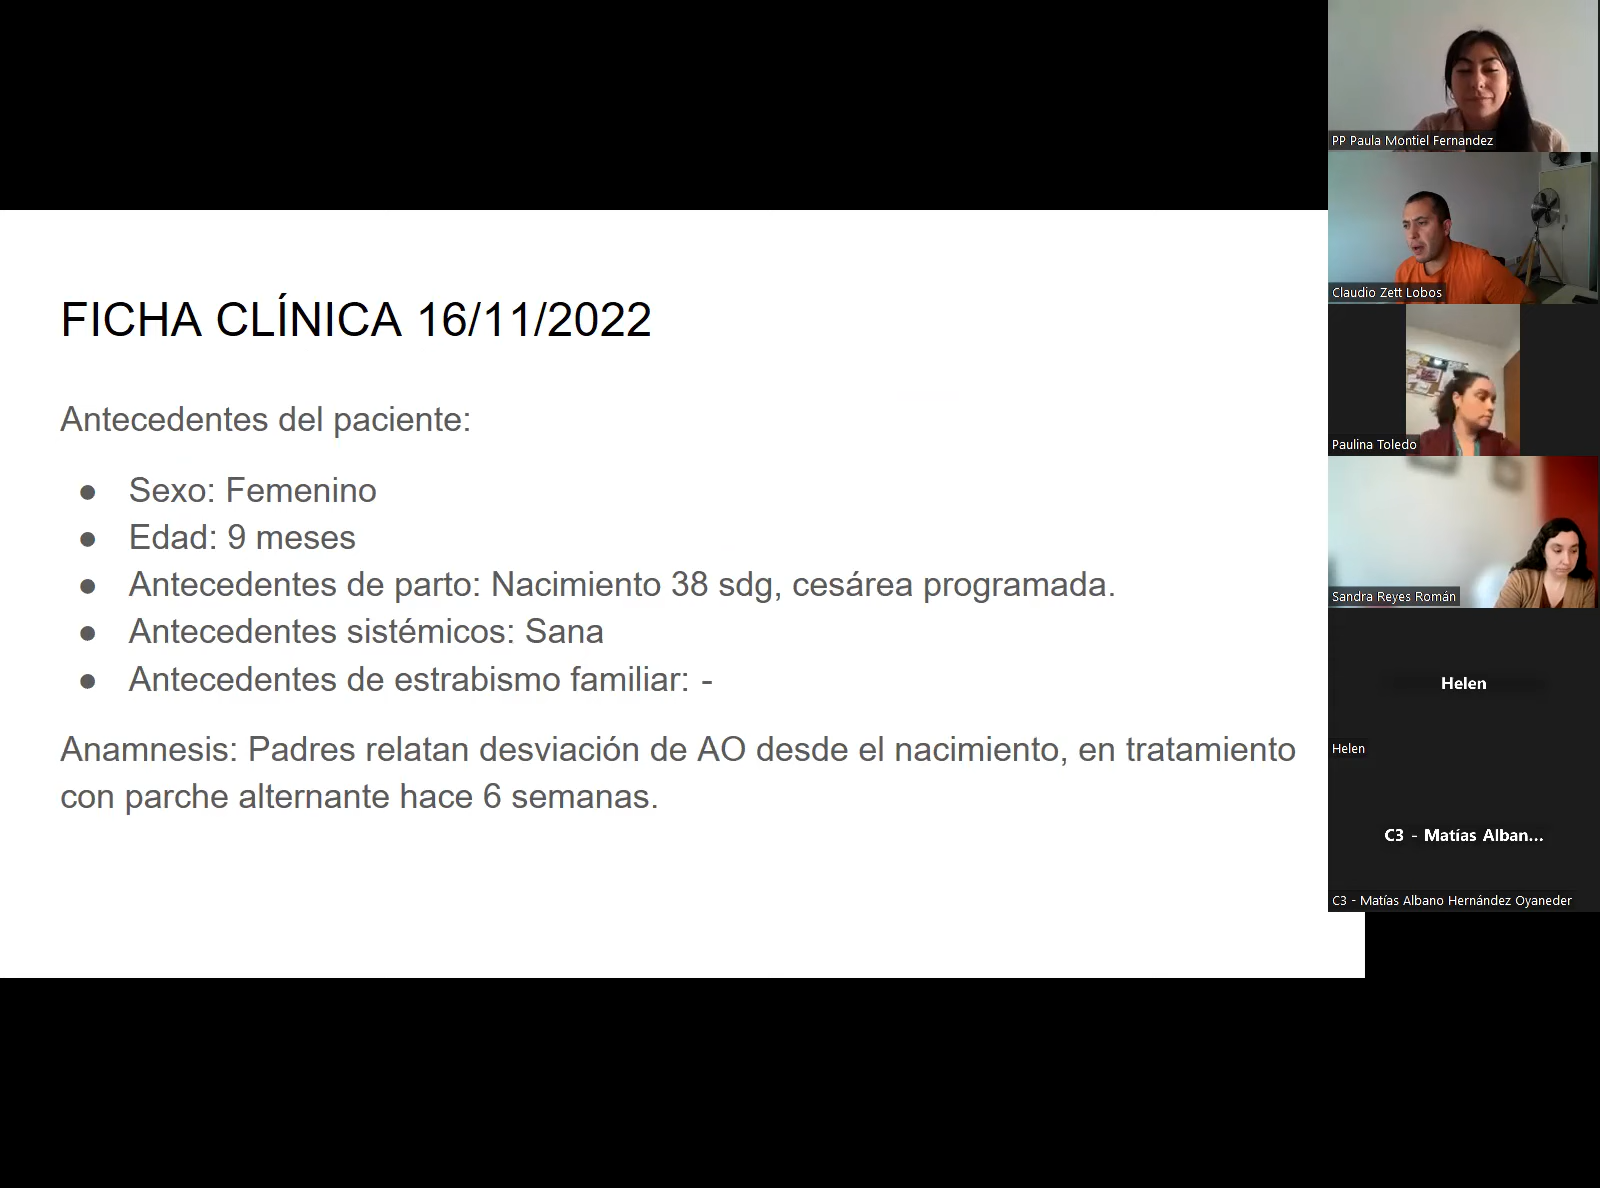 FICHA CLÍNICA 16/11/2022
Antecedentes del paciente:
● Sexo: Femenino
● Edad: 9 meses
● Antecedentes de parto: Nacimiento 38 sdg, cesárea programada.
● Antecedentes sistémicos: Sana
● Antecedentes de estrabismo familiar: -
Anamnesis: Padres relatan desviación de AO desde el nacimiento, en tratamiento
con parche alternante hace 6 semanas.
PP Paula Montiel Fernandez
Claudio Zett Lobos
Paulina Toledo
Sandra Reyes Román
Helen
Helen
C3 - Matías Alban...
C3 - Matías Albano Hernández Oyaneder